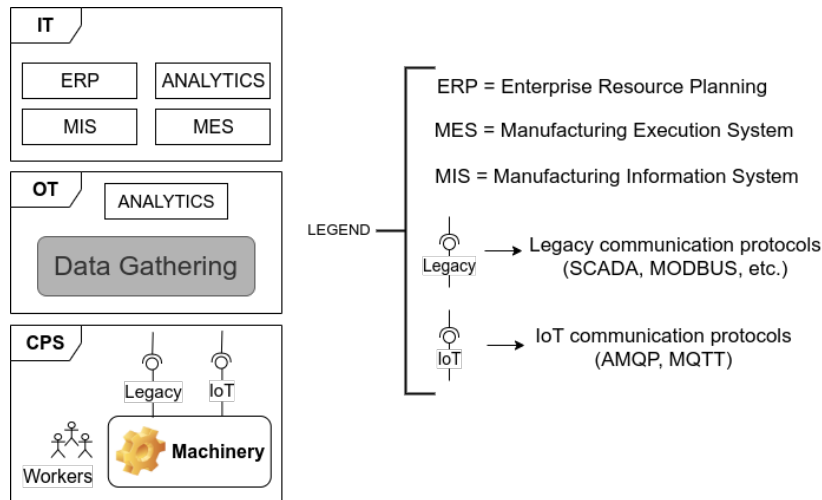 IT
ERP
ANALYTICS
MIS
MES
OT
ANALYTICS
Data Gathering
CPS
Legacy
IoT
Workers
Machinery
LEGEND
ERP = Enterprise Resource Planning
MES = Manufacturing Execution System
MIS = Manufacturing Information System
Legacy
Legacy communication protocols
(SCADA, MODBUS, etc.)
IoT
IoT communication protocols
(AMQP, MQTT)